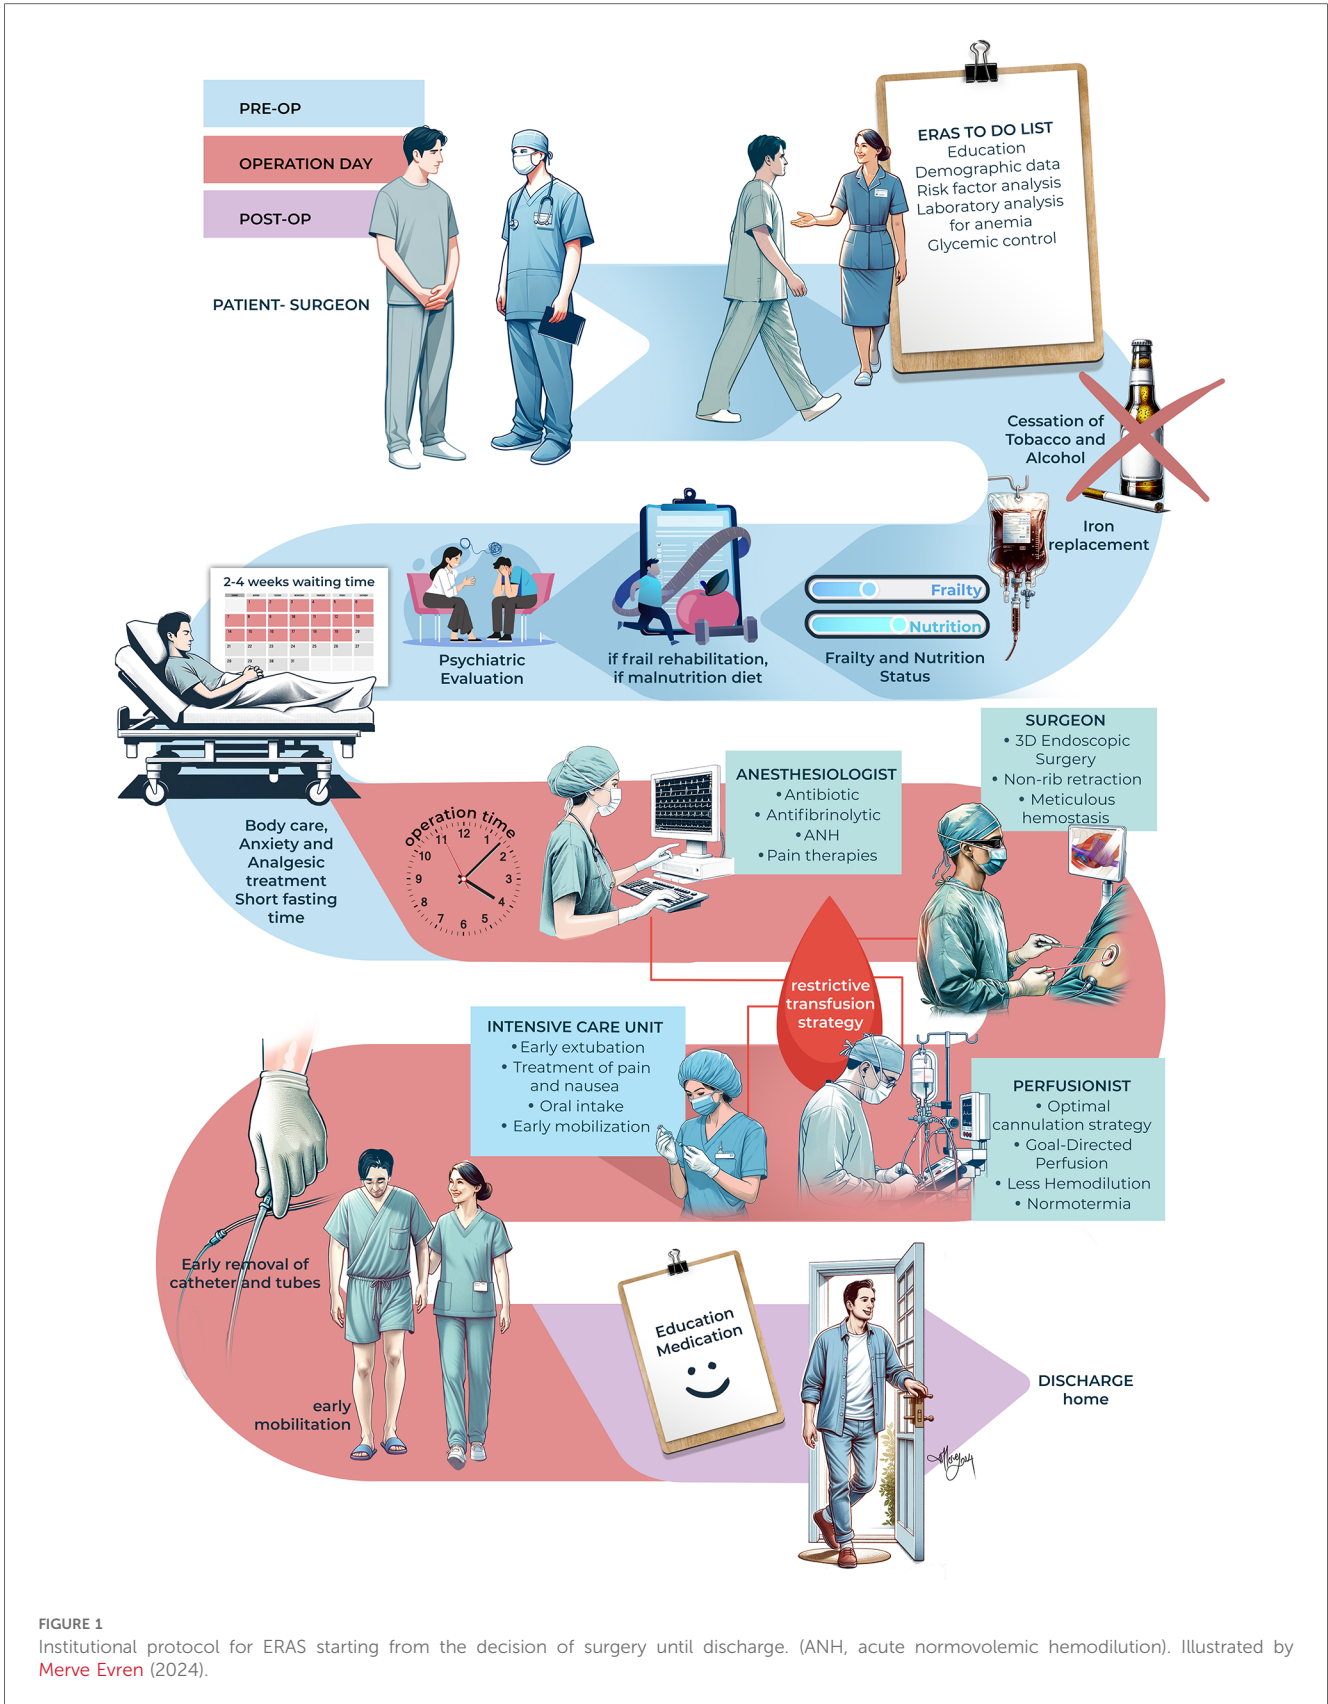 PRE-OP
OPERATION DAY
POST-OP
PATIENT- SURGEON
ERAS TO DO LIST
Education
Demographic data
Risk factor analysis
Laboratory analysis
for anemia
Glycemic control
Cessation of
Tobacco and
Alcohol
Iron
replacement
Frailty
Nutrition
Frailty and Nutrition
Status
if frail rehabilitation,
if malnutrition diet
Psychiatric
Evaluation
2-4 weeks waiting time
Body care,
Anxiety and
Analgesic
treatment
Short fasting
time
operation time
12
1
2
3
4
5
6
7
8
9
10
11
ANESTHESIOLOGIST
• Antibiotic
• Antifibrinolytic
• ANH
• Pain therapies
SURGEON
• 3D Endoscopic
Surgery
• Non-rib retraction
• Meticulous
hemostasis
restrictive
transfusion
strategy
PERFUSIONIST
• Optimal
cannulation strategy
• Goal-Directed
Perfusion
• Less Hemodilution
• Normotermia
INTENSIVE CARE UNIT
• Early extubation
• Treatment of pain
and nausea
• Oral intake
• Early mobilization
Early removal of
catheter and tubes
early
mobilitation
Education
Medication
DISCHARGE
home
FIGURE 1
Institutional protocol for ERAS starting from the decision of surgery until discharge. (ANH, acute normovolemic hemodilution). Illustrated by
Merve Evren (2024).